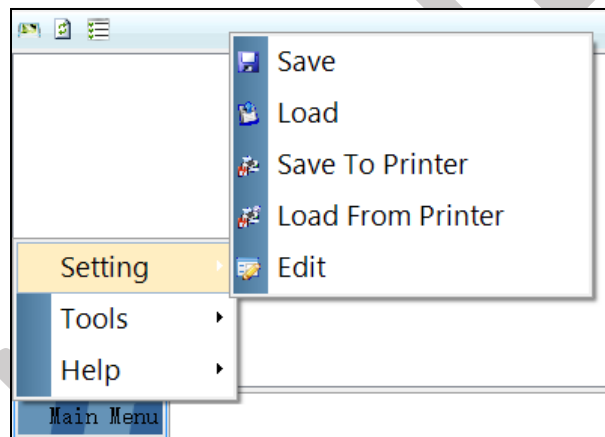 Save
Load
Save To Printer
Load From Printer
Edit
Setting
Tools
Help
Main Menu